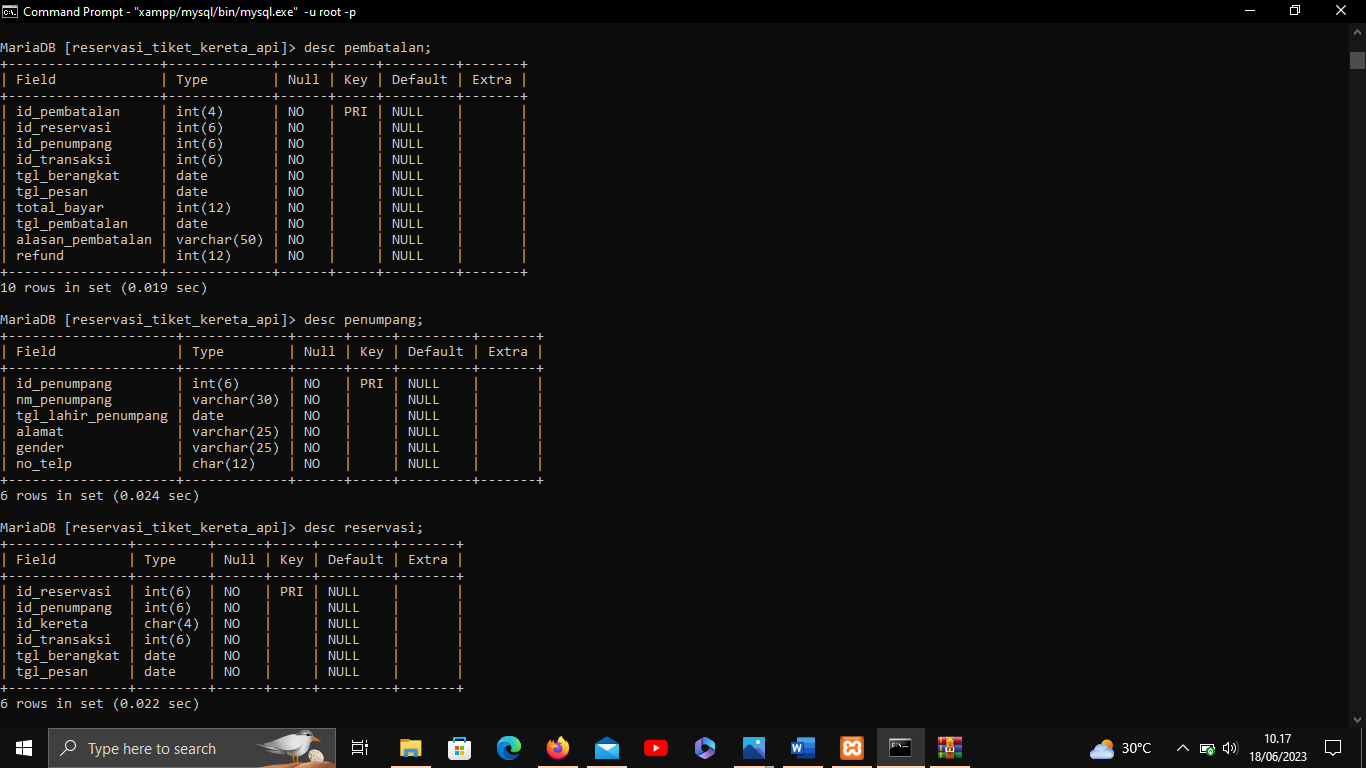 Command Prompt - "xampp/mysql/bin/mysql.exe" -u root -p
MariaDB [reservasi_tiket_kereta_api]> desc pembatalan;
+-------------------+-------------+------+-----+---------+-------+
| Field             | Type        | Null | Key | Default | Extra |
+-------------------+-------------+------+-----+---------+-------+
| id_pembatalan     | int(4)      | NO   | PRI | NULL    |       |
| id_reservasi      | int(6)      | NO   |     | NULL    |       |
| id_penumpang      | int(6)      | NO   |     | NULL    |       |
| id_transaksi      | int(6)      | NO   |     | NULL    |       |
| tgl_berangkat     | date        | NO   |     | NULL    |       |
| tgl_pesan         | date        | NO   |     | NULL    |       |
| total_bayar       | int(12)     | NO   |     | NULL    |       |
| tgl_pembatalan    | date        | NO   |     | NULL    |       |
| alasan_pembatalan | varchar(50) | NO   |     | NULL    |       |
| refund            | int(12)     | NO   |     | NULL    |       |
+-------------------+-------------+------+-----+---------+-------+
10 rows in set (0.019 sec)
MariaDB [reservasi_tiket_kereta_api]> desc penumpang;
+---------------------+-------------+------+-----+---------+-------+
| Field               | Type        | Null | Key | Default | Extra |
+---------------------+-------------+------+-----+---------+-------+
| id_penumpang        | int(6)      | NO   | PRI | NULL    |       |
| nm_penumpang        | varchar(30) | NO   |     | NULL    |       |
| tgl_lahir_penumpang | date        | NO   |     | NULL    |       |
| alamat              | varchar(25) | NO   |     | NULL    |       |
| gender              | varchar(25) | NO   |     | NULL    |       |
| no_telp             | char(12)    | NO   |     | NULL    |       |
+---------------------+-------------+------+-----+---------+-------+
6 rows in set (0.024 sec)
MariaDB [reservasi_tiket_kereta_api]> desc reservasi;
+---------------+---------+------+-----+---------+-------+
| Field         | Type    | Null | Key | Default | Extra |
+---------------+---------+------+-----+---------+-------+
| id_reservasi  | int(6)  | NO   | PRI | NULL    |       |
| id_penumpang  | int(6)  | NO   |     | NULL    |       |
| id_kereta     | char(4) | NO   |     | NULL    |       |
| id_transaksi  | int(6)  | NO   |     | NULL    |       |
| tgl_berangkat | date    | NO   |     | NULL    |       |
| tgl_pesan     | date    | NO   |     | NULL    |       |
+---------------+---------+------+-----+---------+-------+
6 rows in set (0.022 sec)
Type here to search
30°C
10.17
18/06/2023